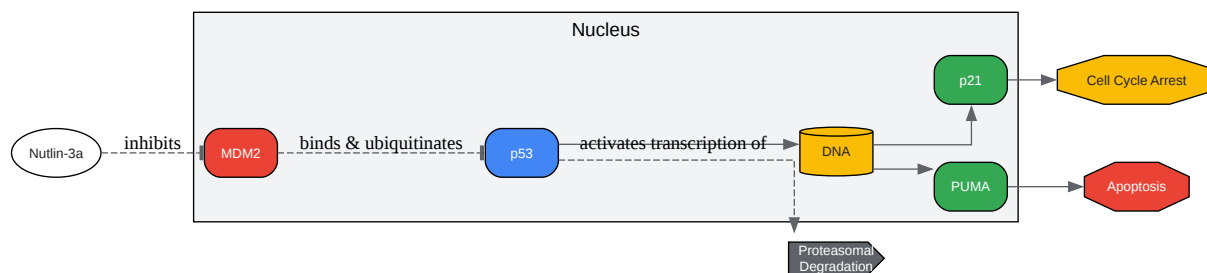 Nucleus
Nutlin-3a
inhibits
MDM2
binds & ubiquitinates
p53
activates transcription of
DNA
p21
Cell Cycle Arrest
PUMA
Apoptosis
Proteasomal
Degradation